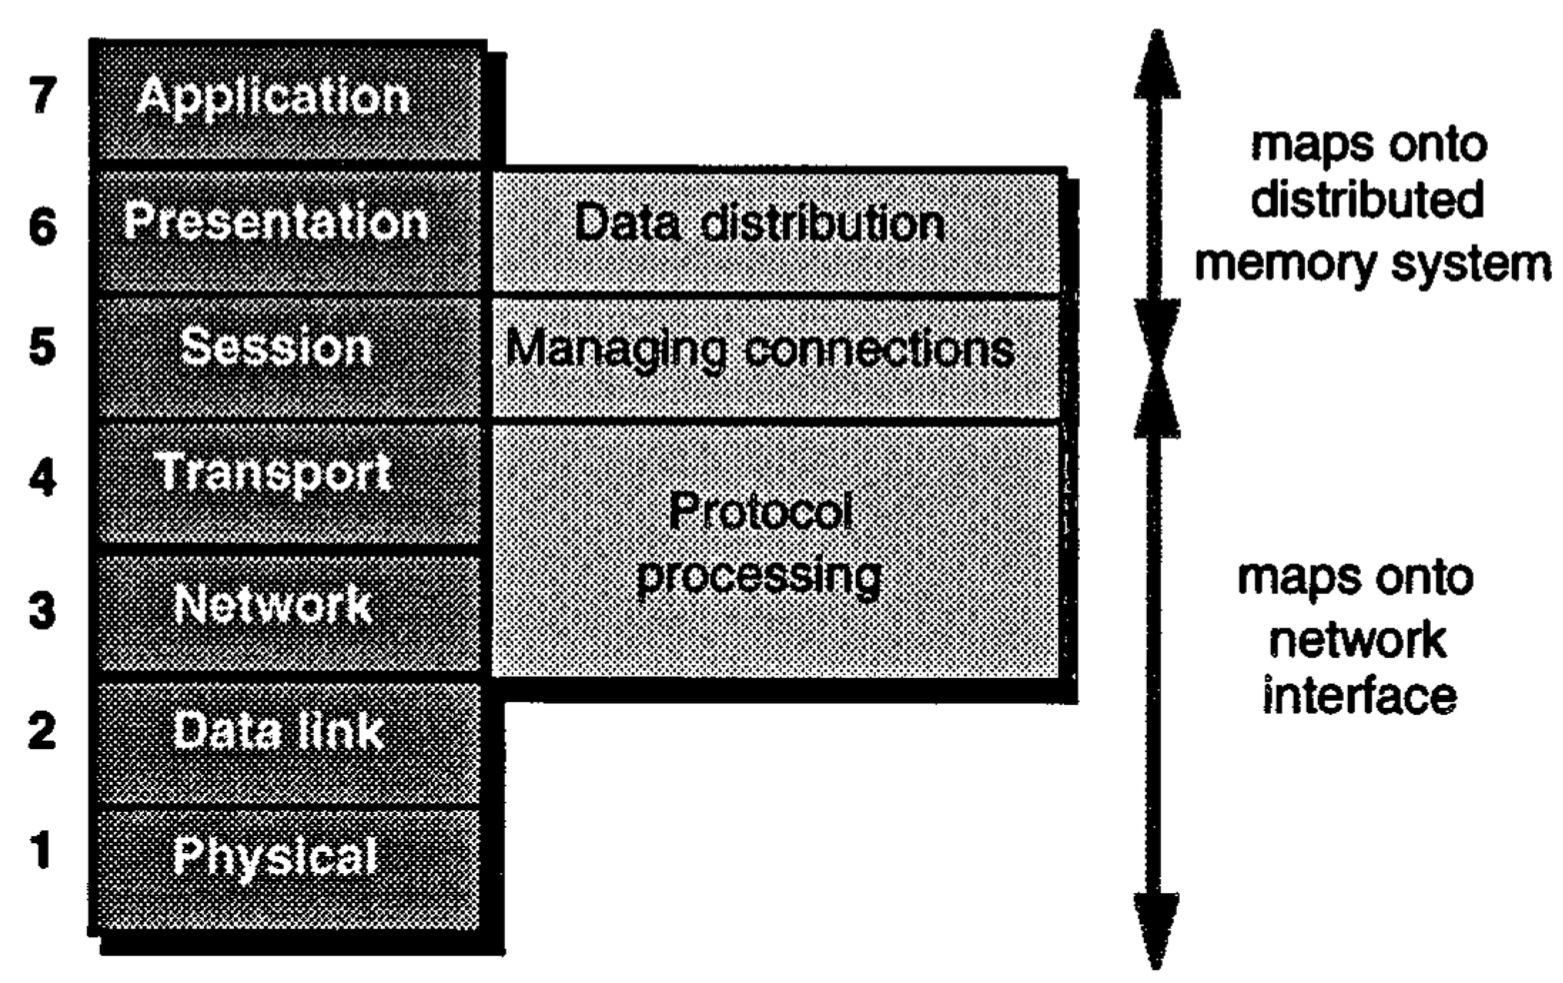 7 Application
6 Presentation Data distribution
5 Session Managing connections
4 Transport
3 Network
2 Data link
1 Physical
Protocol
processing
maps onto
distributed
memory system
maps onto
network
interface